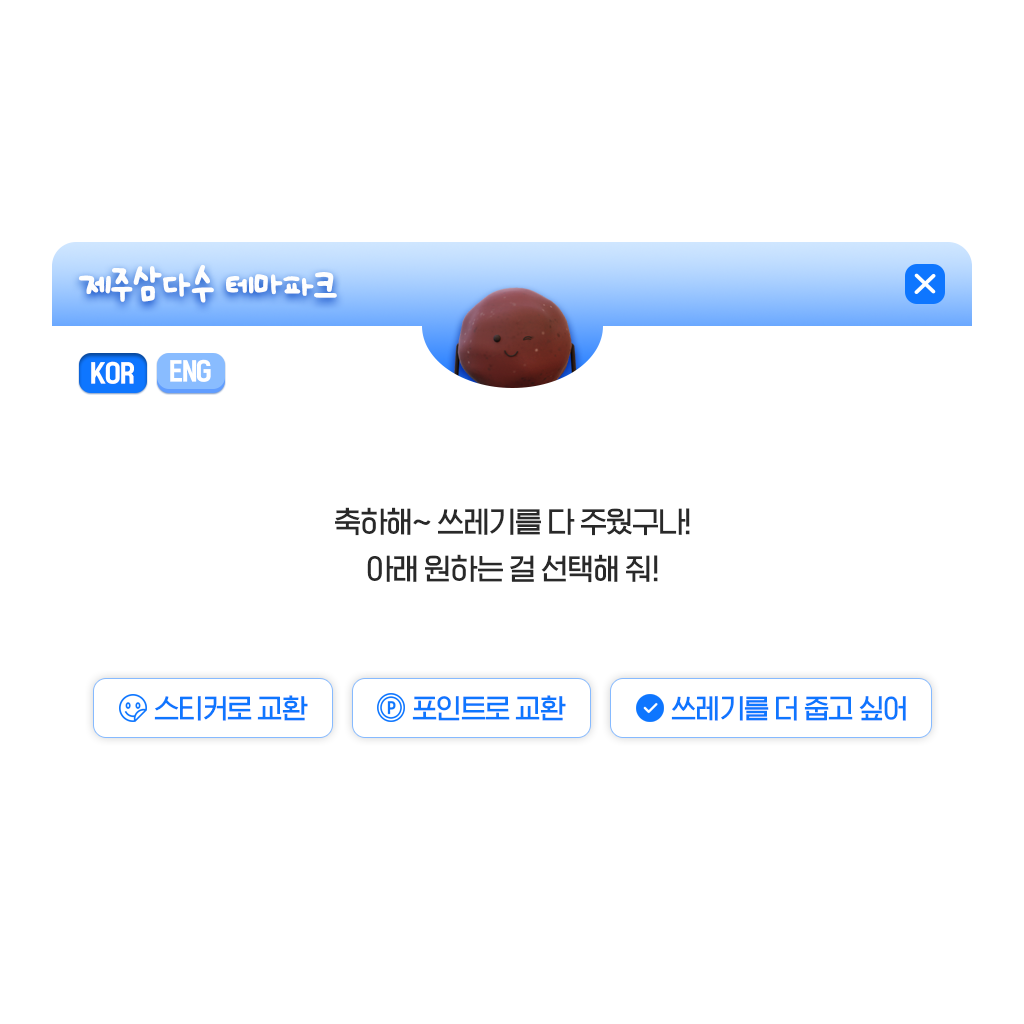 제주삼다수 테마파크
KOR ENG
축하해~ 쓰레기를 다 주웠구나!
아래 원하는 걸 선택해 줘!
스티커로 교환
포인트로 교환
쓰레기를 더 줍고 싶어